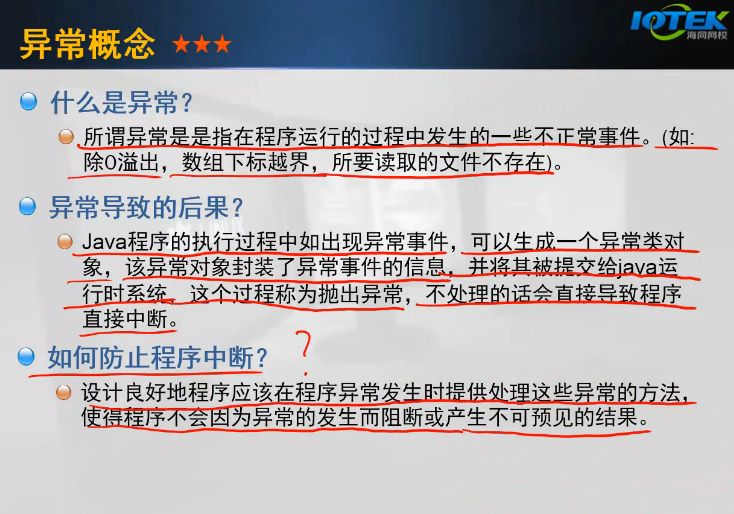 异常概念 ★★★
IOTEK
海同网校
什么是异常?
所谓异常是是指在程序运行的过程中发生的一些不正常事件。(如:
除0溢出，数组下标越界，所要读取的文件不存在)。
异常导致的后果?
Java程序的执行过程中如出现异常事件，可以生成一个异常类对
象，该异常对象封装了异常事件的信息，并将其被提交给java运
行时系统。这个过程称为抛出异常，不处理的话会直接导致程序
直接中断。
如何防止程序中断? ?
设计良好地程序应该在程序异常发生时提供处理这些异常的方法，
使得程序不会因为异常的发生而阻断或产生不可预见的结果。